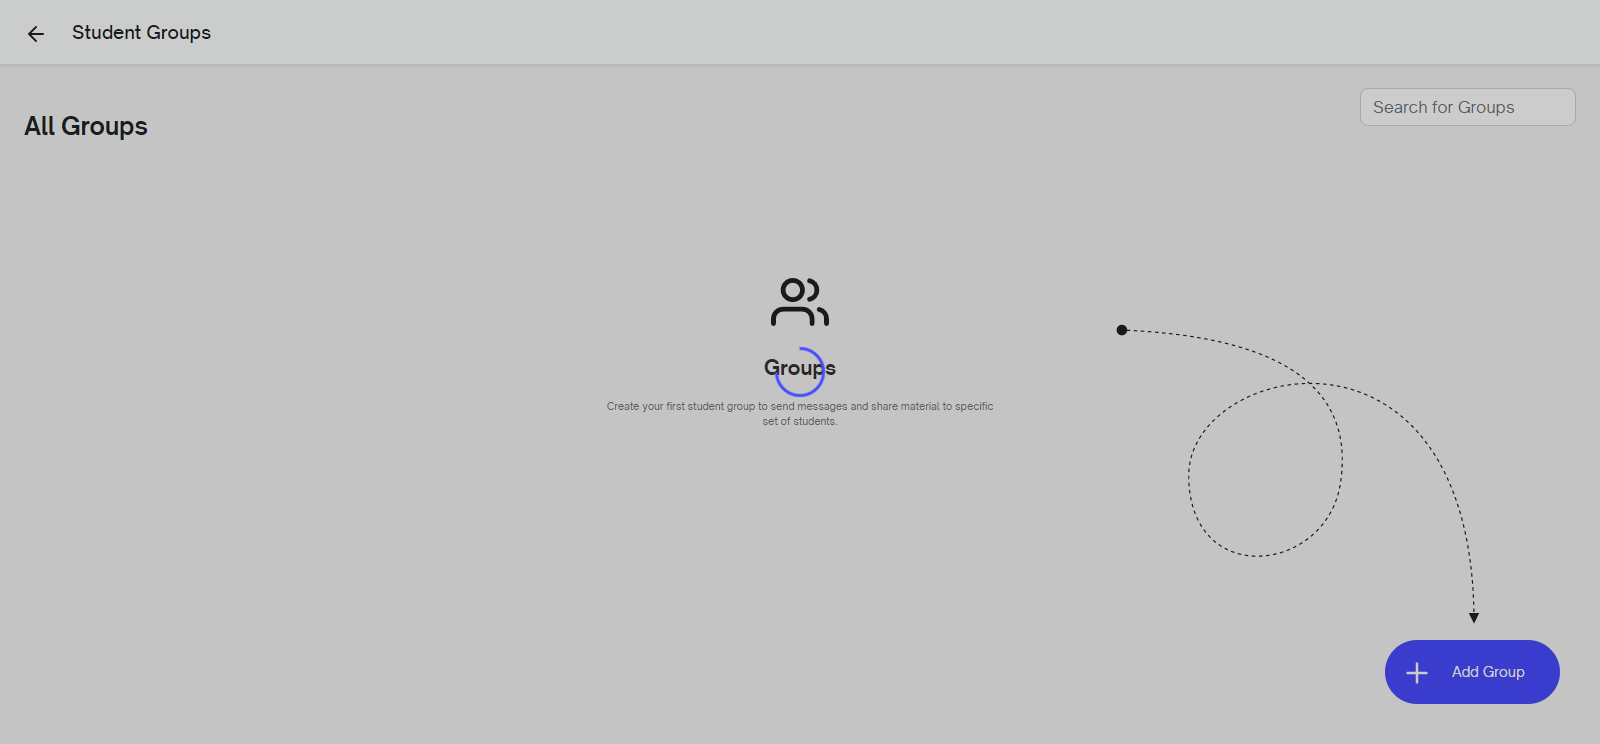 Student Groups
Search for Groups
All Groups
Groups
Create your first student group to send messages and share material to specific
set of students.
Add Group